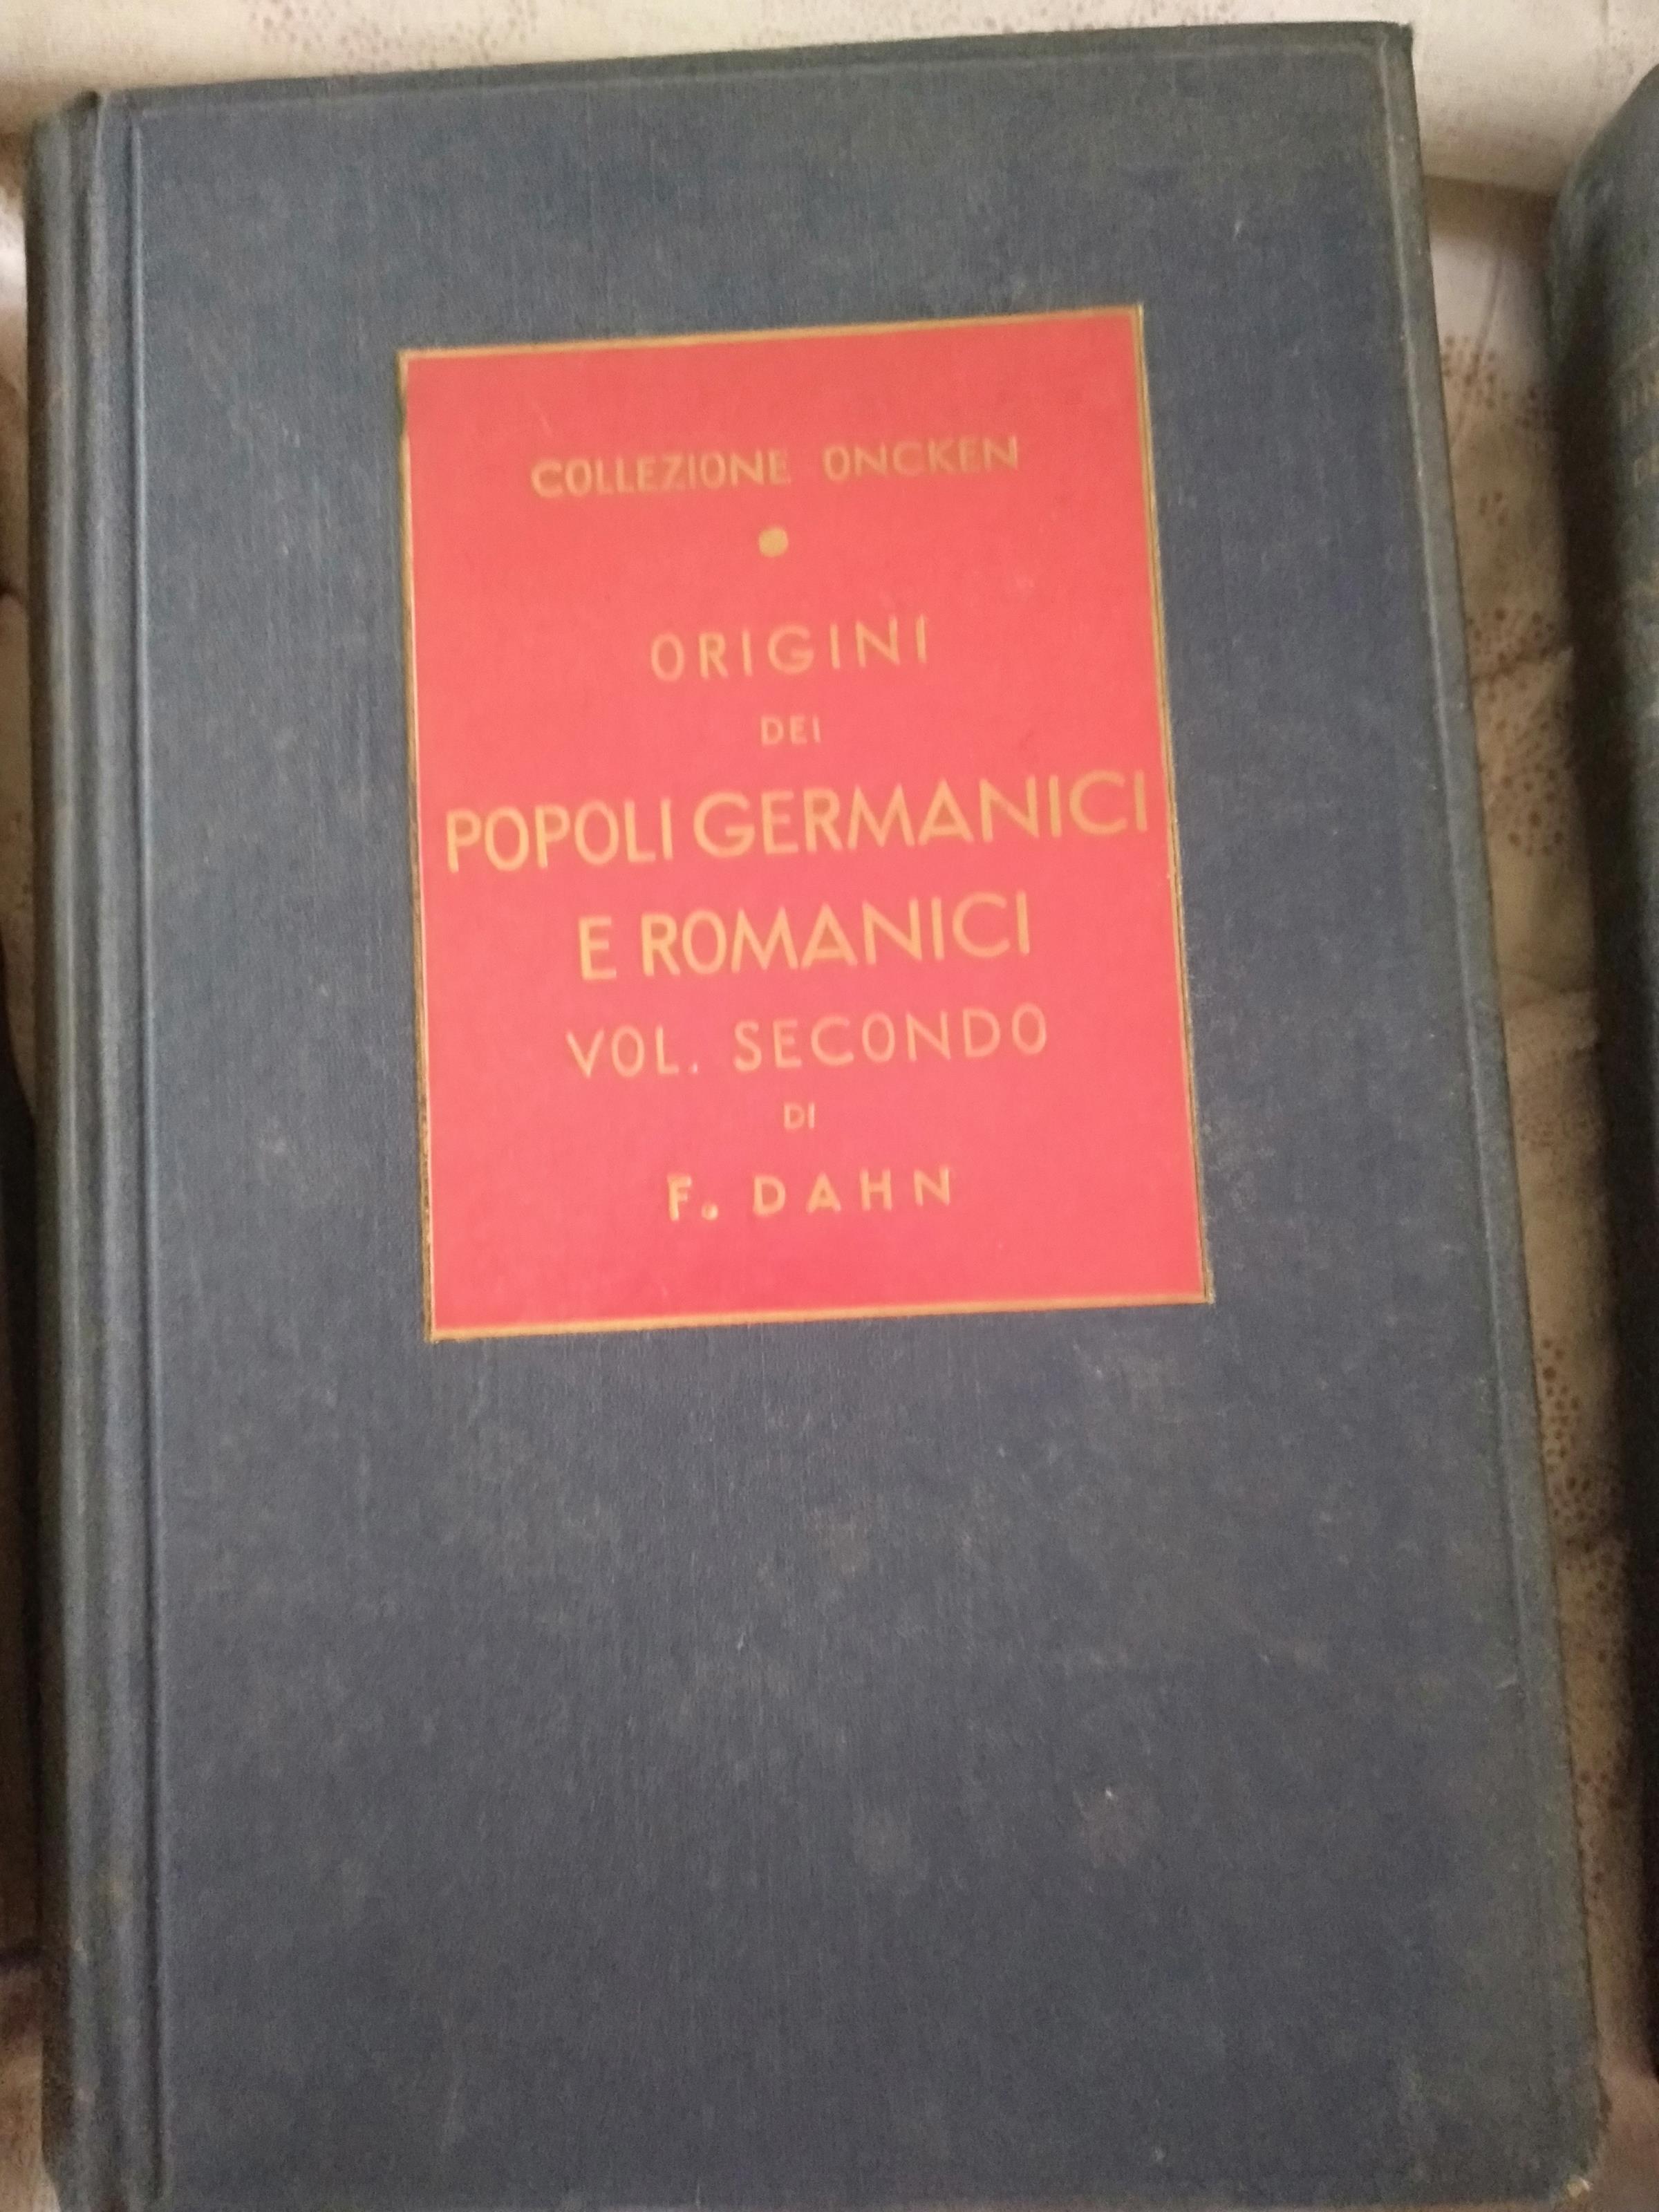 COLLEZIONE ONCKEN
ORIGINI
DEI
POPOLI GERMANICI
E ROMANICI
VOL. SECONDO
DI
F. DAHN